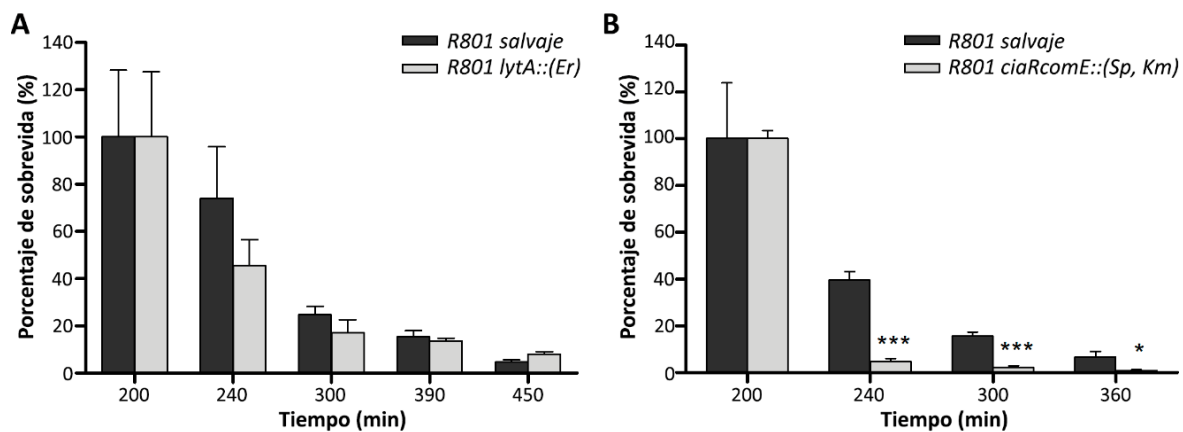 A
R801 salvaje
R801 lytA::(Er)
Porcentaje de sobrevida (%)
140
120
100
80
60
40
20
0
200 240 300 390 450
Tiempo (min)
B
R801 salvaje
R801 ciaRcomE::(Sp, Km)
Porcentaje de sobrevida (%)
140
120
100
80
60
40
20
0
*** *** *
200 240 300 360
Tiempo (min)